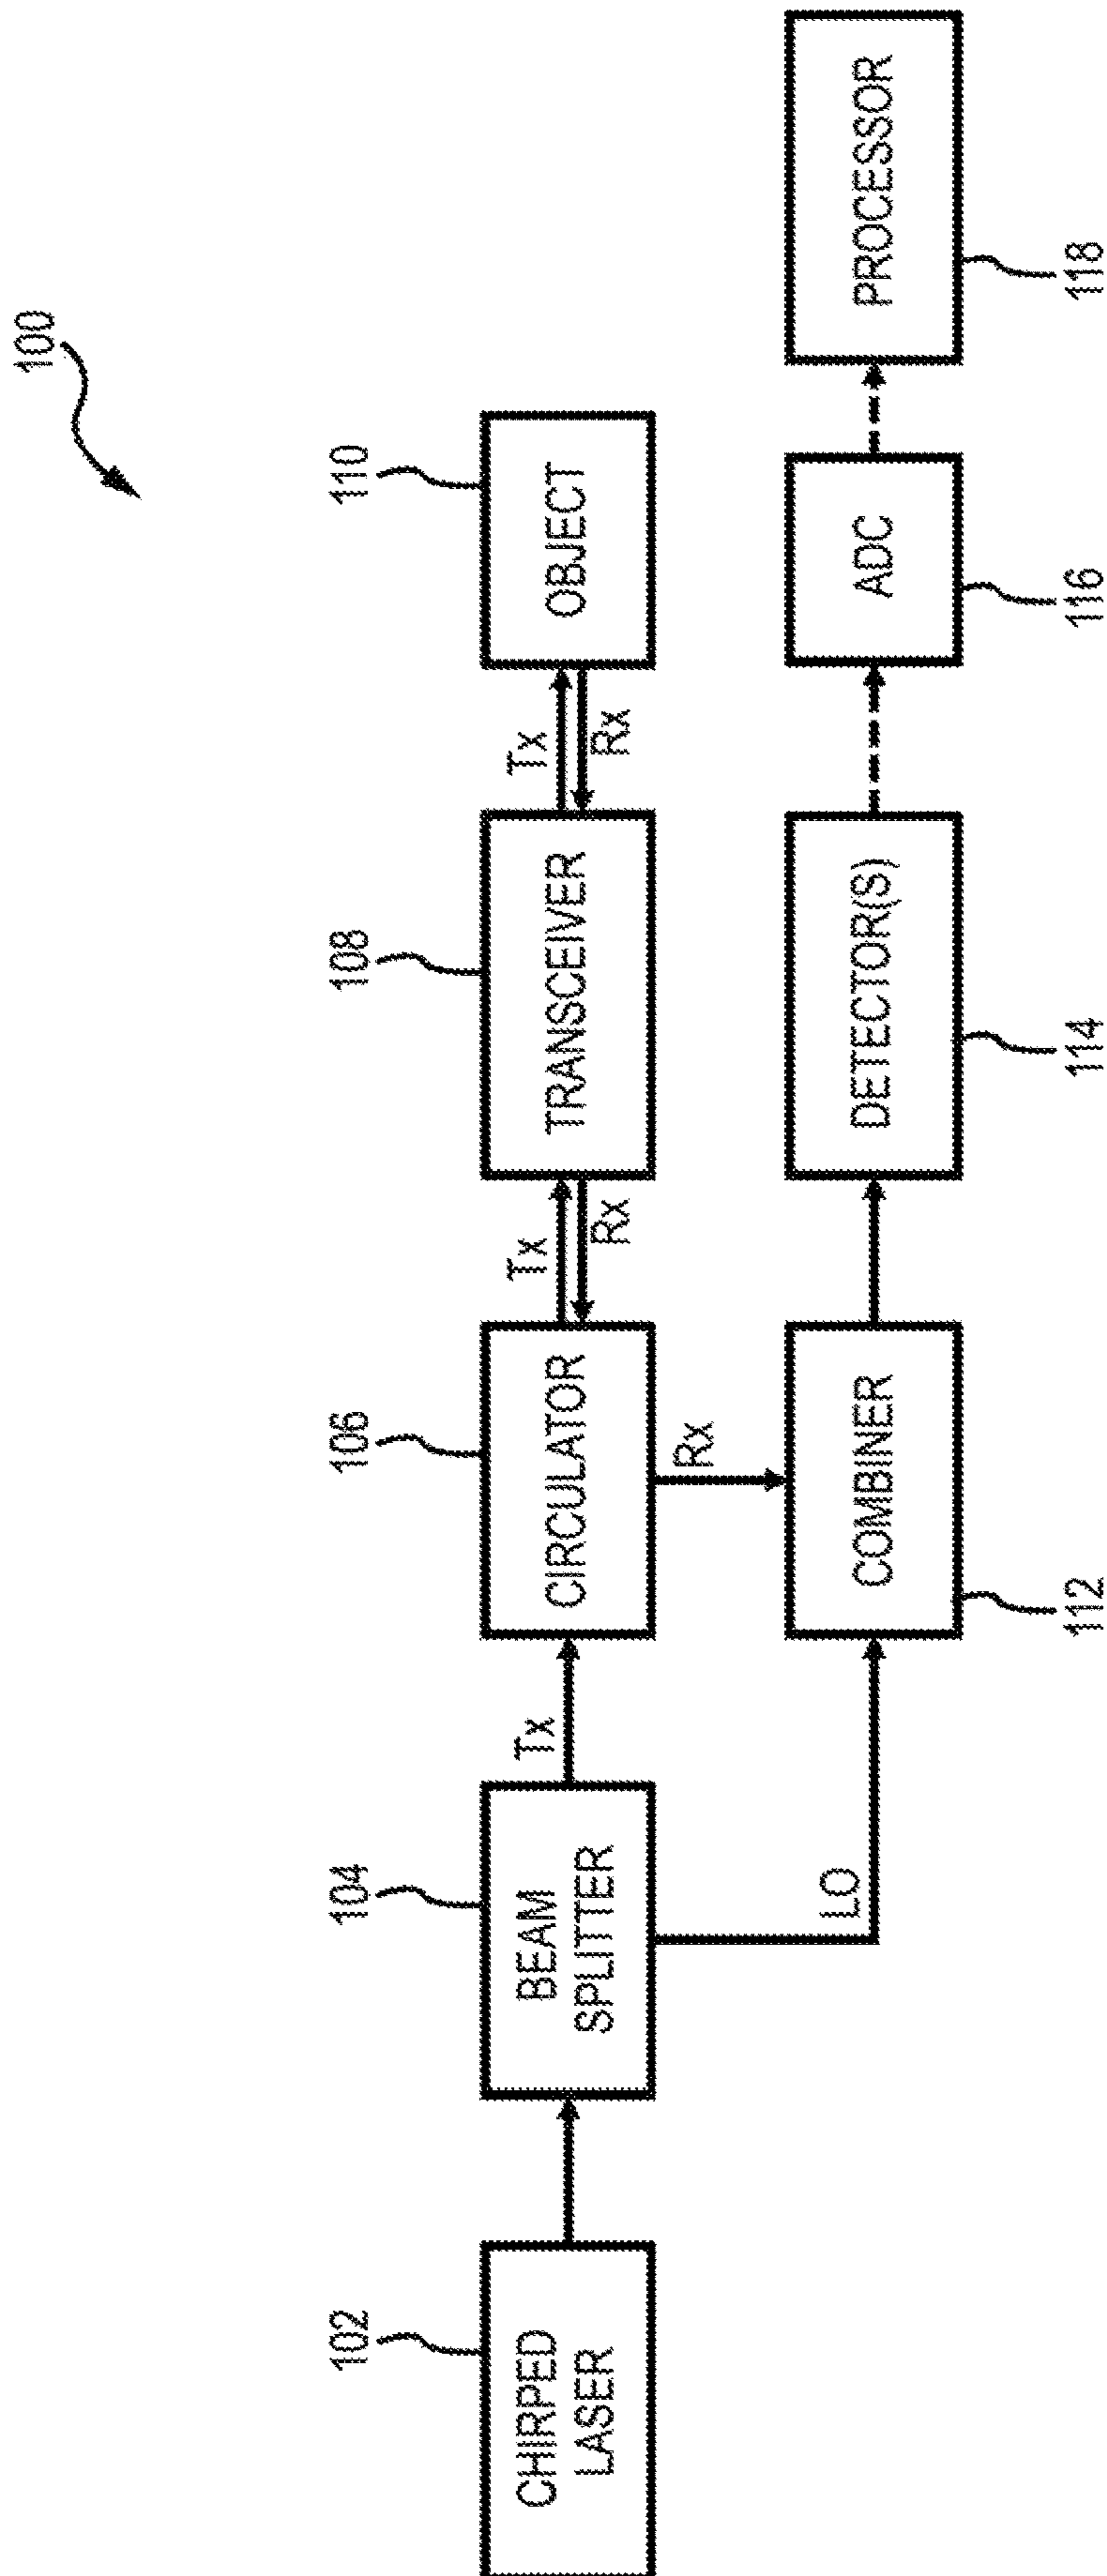 100
102
104
106
108
110
CHIRPED
LASER
BEAM
SPLITTER
Tx
CIRCULATOR
Tx
Rx
TRANSCEIVER
Tx
Rx
OBJECT
LO
Rx
COMBINER
DETECTOR(S)
ADC
PROCESSOR
112
114
116
118